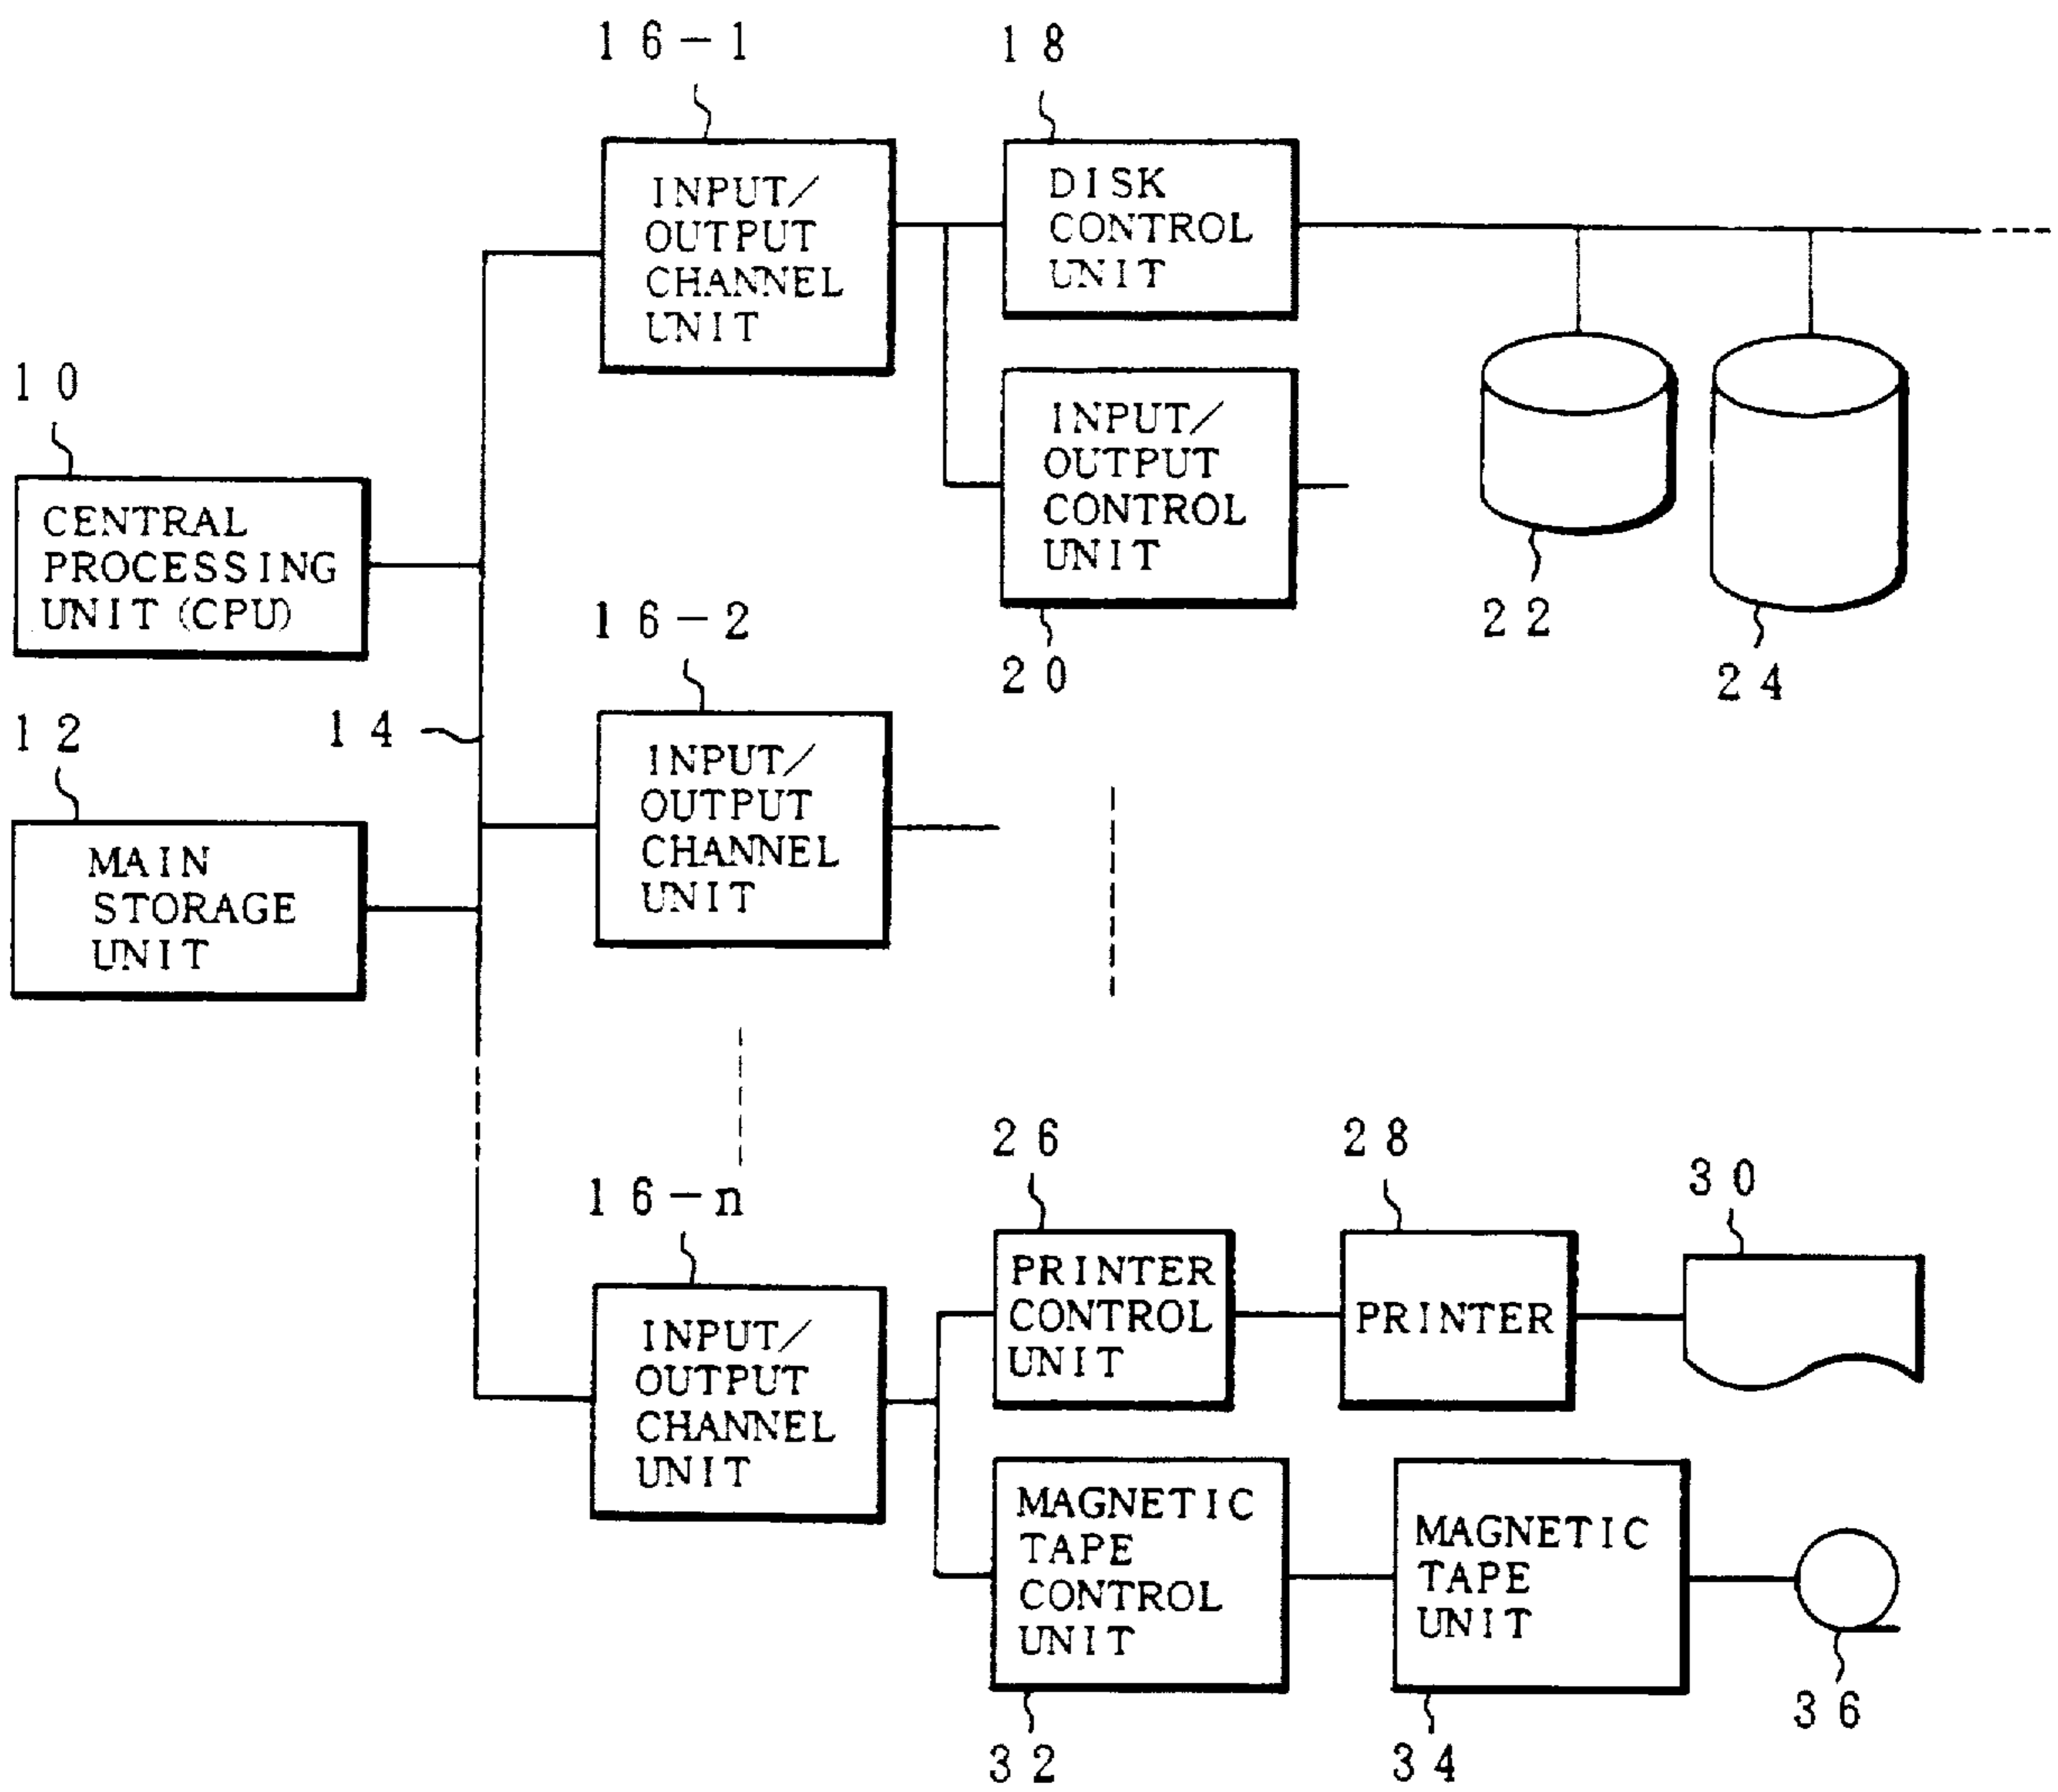 16-1
18
INPUT/
OUTPUT
CHANNEL
UNIT
DISK
CONTROL
UNIT
10
CENTRAL
PROCESSING
UNIT (CPU)
INPUT/
OUTPUT
CONTROL
UNIT
20
22
24
16-2
12
14
MAIN
STORAGE
UNIT
INPUT/
OUTPUT
CHANNEL
UNIT
16-n
INPUT/
OUTPUT
CHANNEL
UNIT
26
PRINTER
CONTROL
UNIT
28
PRINTER
30
MAGNETIC
TAPE
CONTROL
UNIT
32
MAGNETIC
TAPE
UNIT
34
36